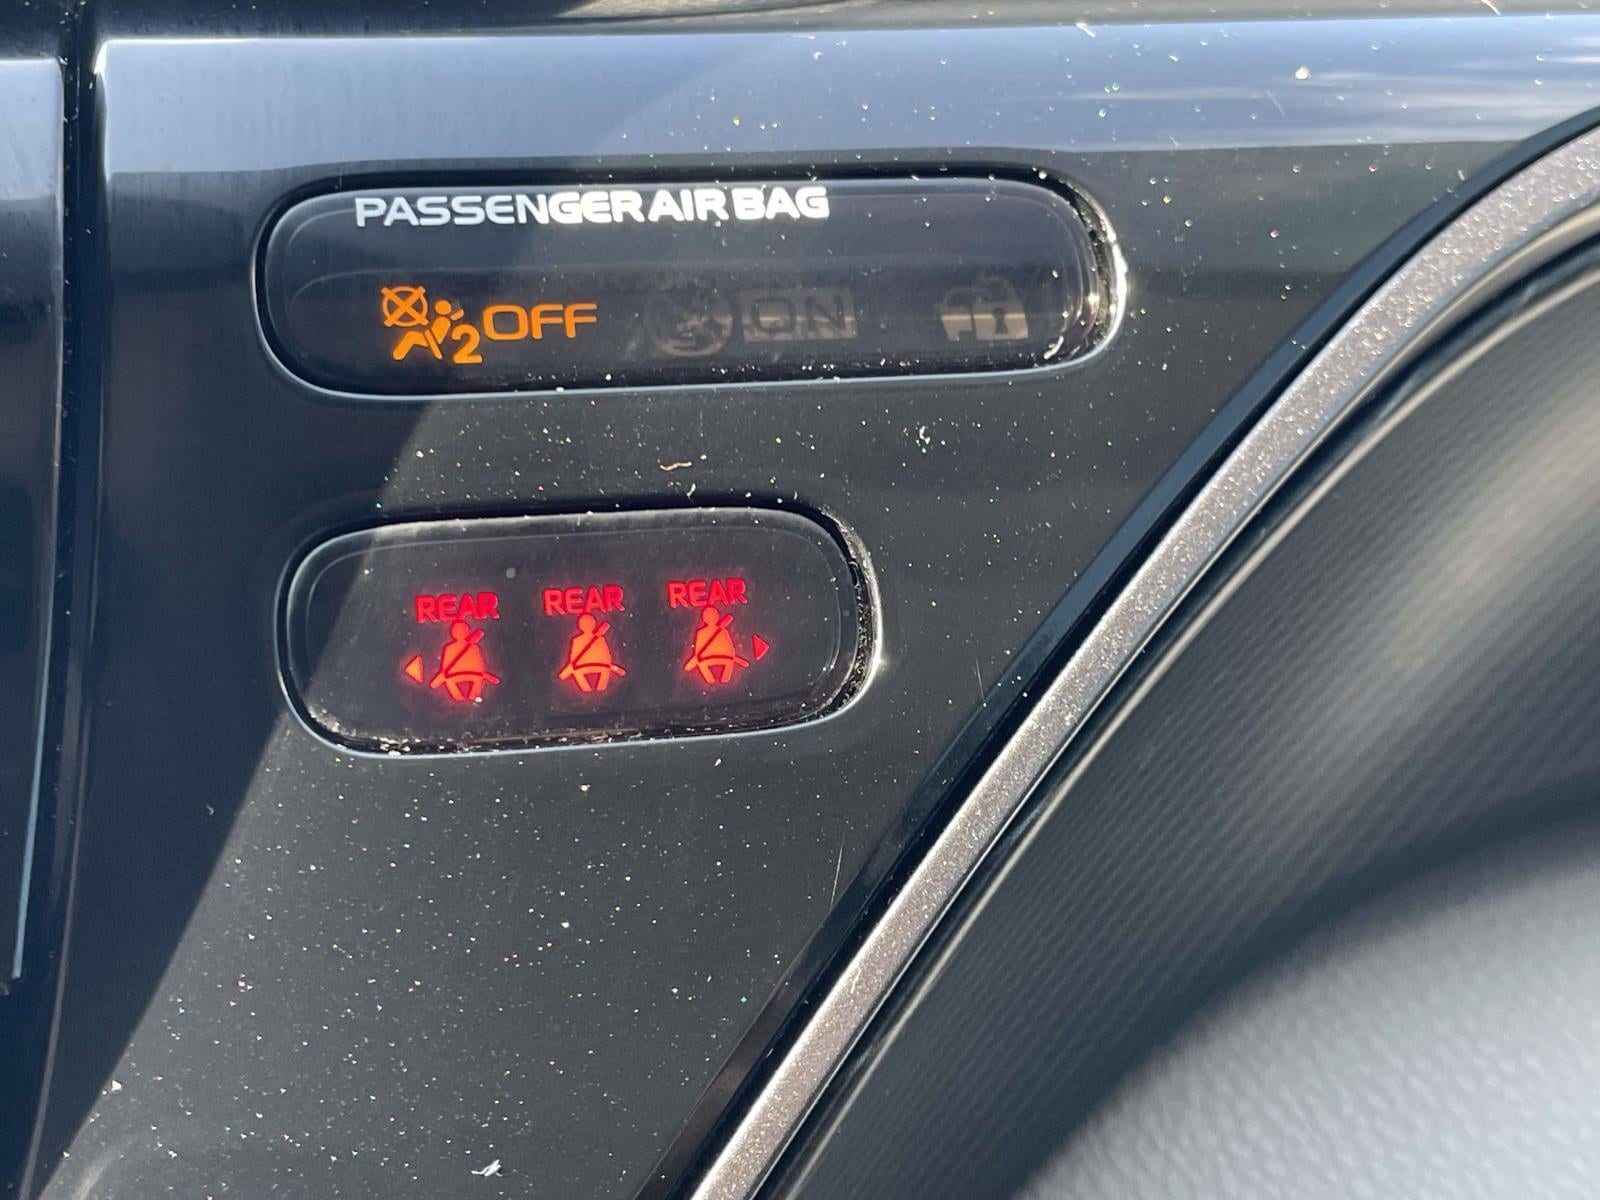 PASSENGER AIR BAG
2 OFF ON
REAR REAR REAR